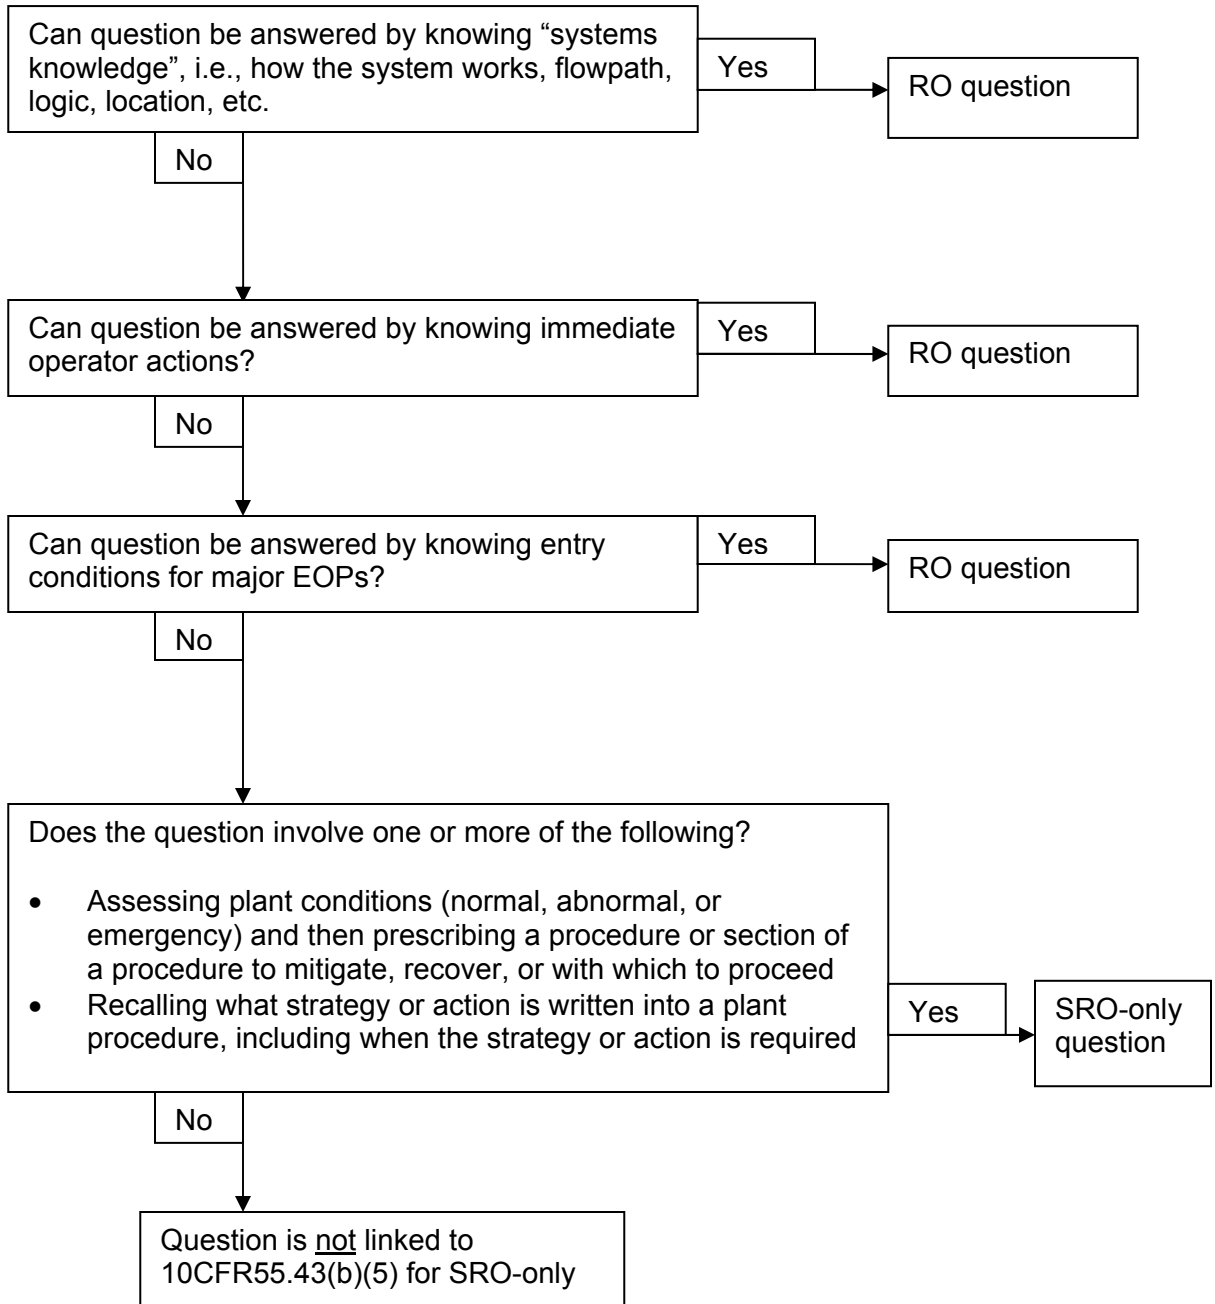 Can question be answered by knowing “systems
knowledge”, i.e., how the system works, flowpath,
logic, location, etc.
Yes
RO question
No
Can question be answered by knowing immediate
operator actions?
Yes
RO question
No
Can question be answered by knowing entry
conditions for major EOPs?
Yes
RO question
No
Does the question involve one or more of the following?
• Assessing plant conditions (normal, abnormal, or
emergency) and then prescribing a procedure or section of
a procedure to mitigate, recover, or with which to proceed
• Recalling what strategy or action is written into a plant
procedure, including when the strategy or action is required
Yes
SRO-only
question
No
Question is not linked to
10CFR55.43(b)(5) for SRO-only